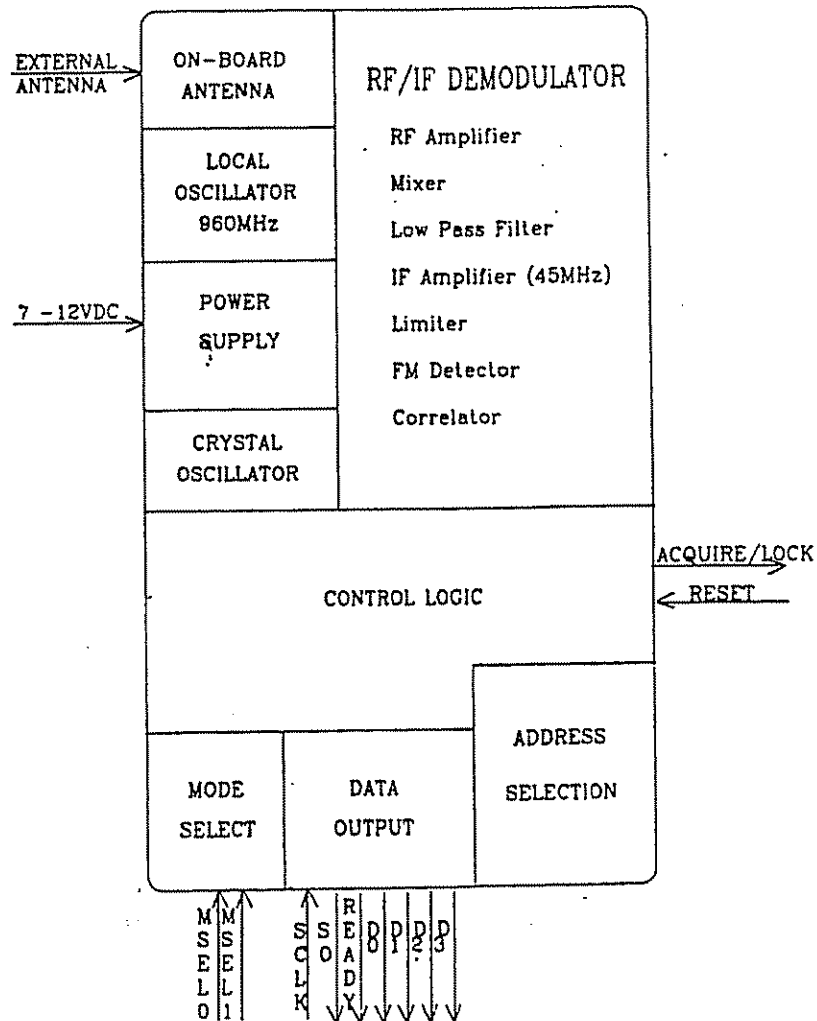 EXTERNAL
ANTENNA
ON-BOARD
ANTENNA
LOCAL
OSCILLATOR
960MHz
7 -12VDC
POWER
SUPPLY
CRYSTAL
OSCILLATOR
RF/IF DEMODULATOR
RF Amplifier
Mixer
Low Pass Filter
IF Amplifier (45MHz)
Limiter
FM Detector
Correlator
CONTROL LOGIC
ACQUIRE/LOCK
RESET
MODE
SELECT
DATA
OUTPUT
ADDRESS
SELECTION
MSEL0
MSEL1
SCLK
SO
READY
D0
D1
D2
D3